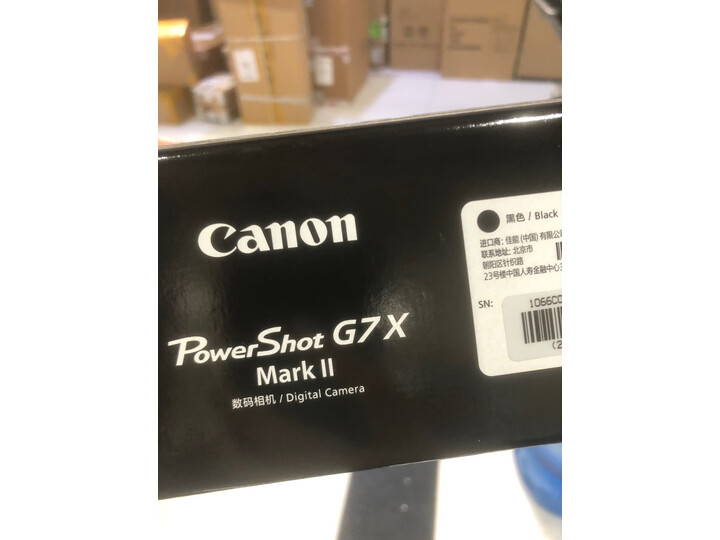 Canon
PowerShot G7 X
Mark II
数码相机 / Digital Camera
黑色 / Black
进口商: 佳能 (中国) 有限公
联系地址: 北京市
朝阳区针织路
23号楼中国人寿金融中心
SN:
1066C0
(2